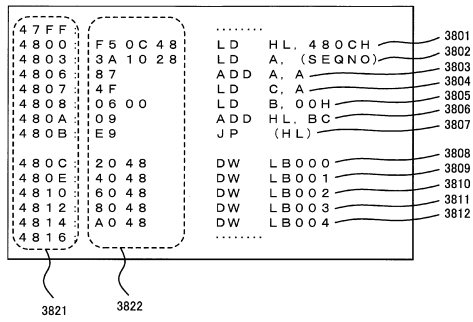 47FF ........
4800: F50C48 LD HL, 480CH 3801
4803: 3A1028 LD A, (SEQNO) 3802
4806: 87 ADD A, A 3803
4807: 4F LD C, A 3804
4808: 0600 LD B, 00H 3805
480A: 09 ADD HL, BC 3806
480B: E9 JP (HL) 3807
480C: 2048 DW LB000 3808
480E: 4048 DW LB001 3809
4810: 6048 DW LB002 3810
4812: 8048 DW LB003 3811
4814: A048 DW LB004 3812
4816: ........
3821 3822